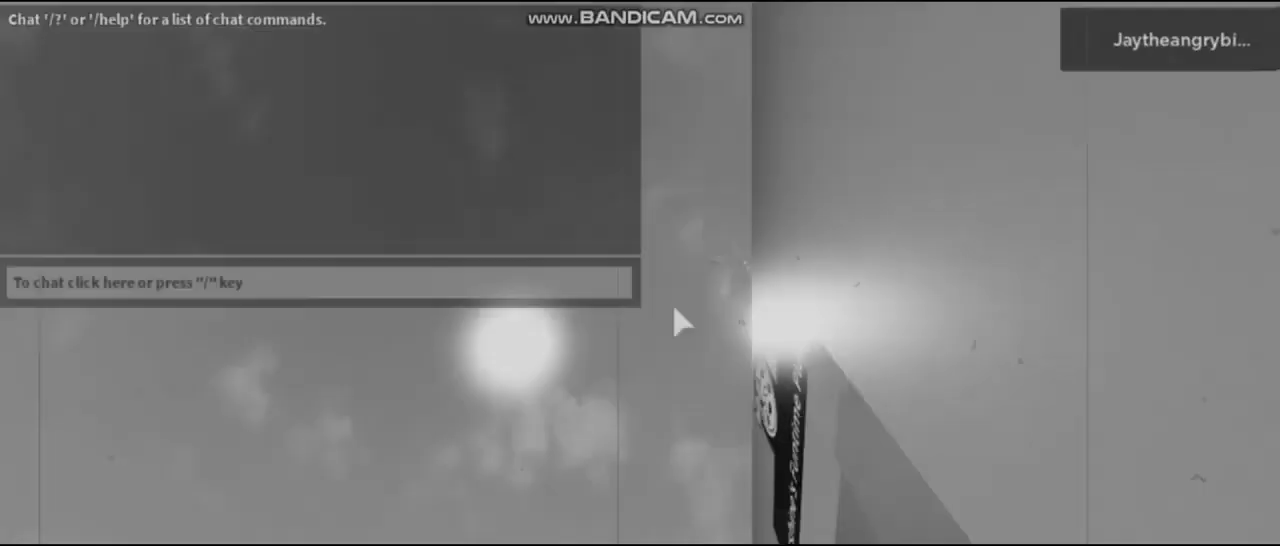 Chat '/?' or '/help' for a list of chat commands.
www.BANDICAM.com
Jaytheangrybi...
To chat click here or press "/" key